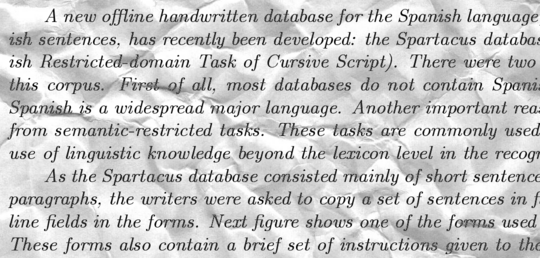 A new offline handwritten database for the Spanish language
ish sentences, has recently been developed: the Spartacus databas
ish Restricted-domain Task of Cursive Script). There were two
this corpus. First of all, most databases do not contain Spani
Spanish is a widespread major language. Another important rea
from semantic-restricted tasks. These tasks are commonly used
use of linguistic knowledge beyond the lexicon level in the recogn
As the Spartacus database consisted mainly of short sentence
paragraphs, the writers were asked to copy a set of sentences in f
line fields in the forms. Next figure shows one of the forms used
These forms also contain a brief set of instructions given to the